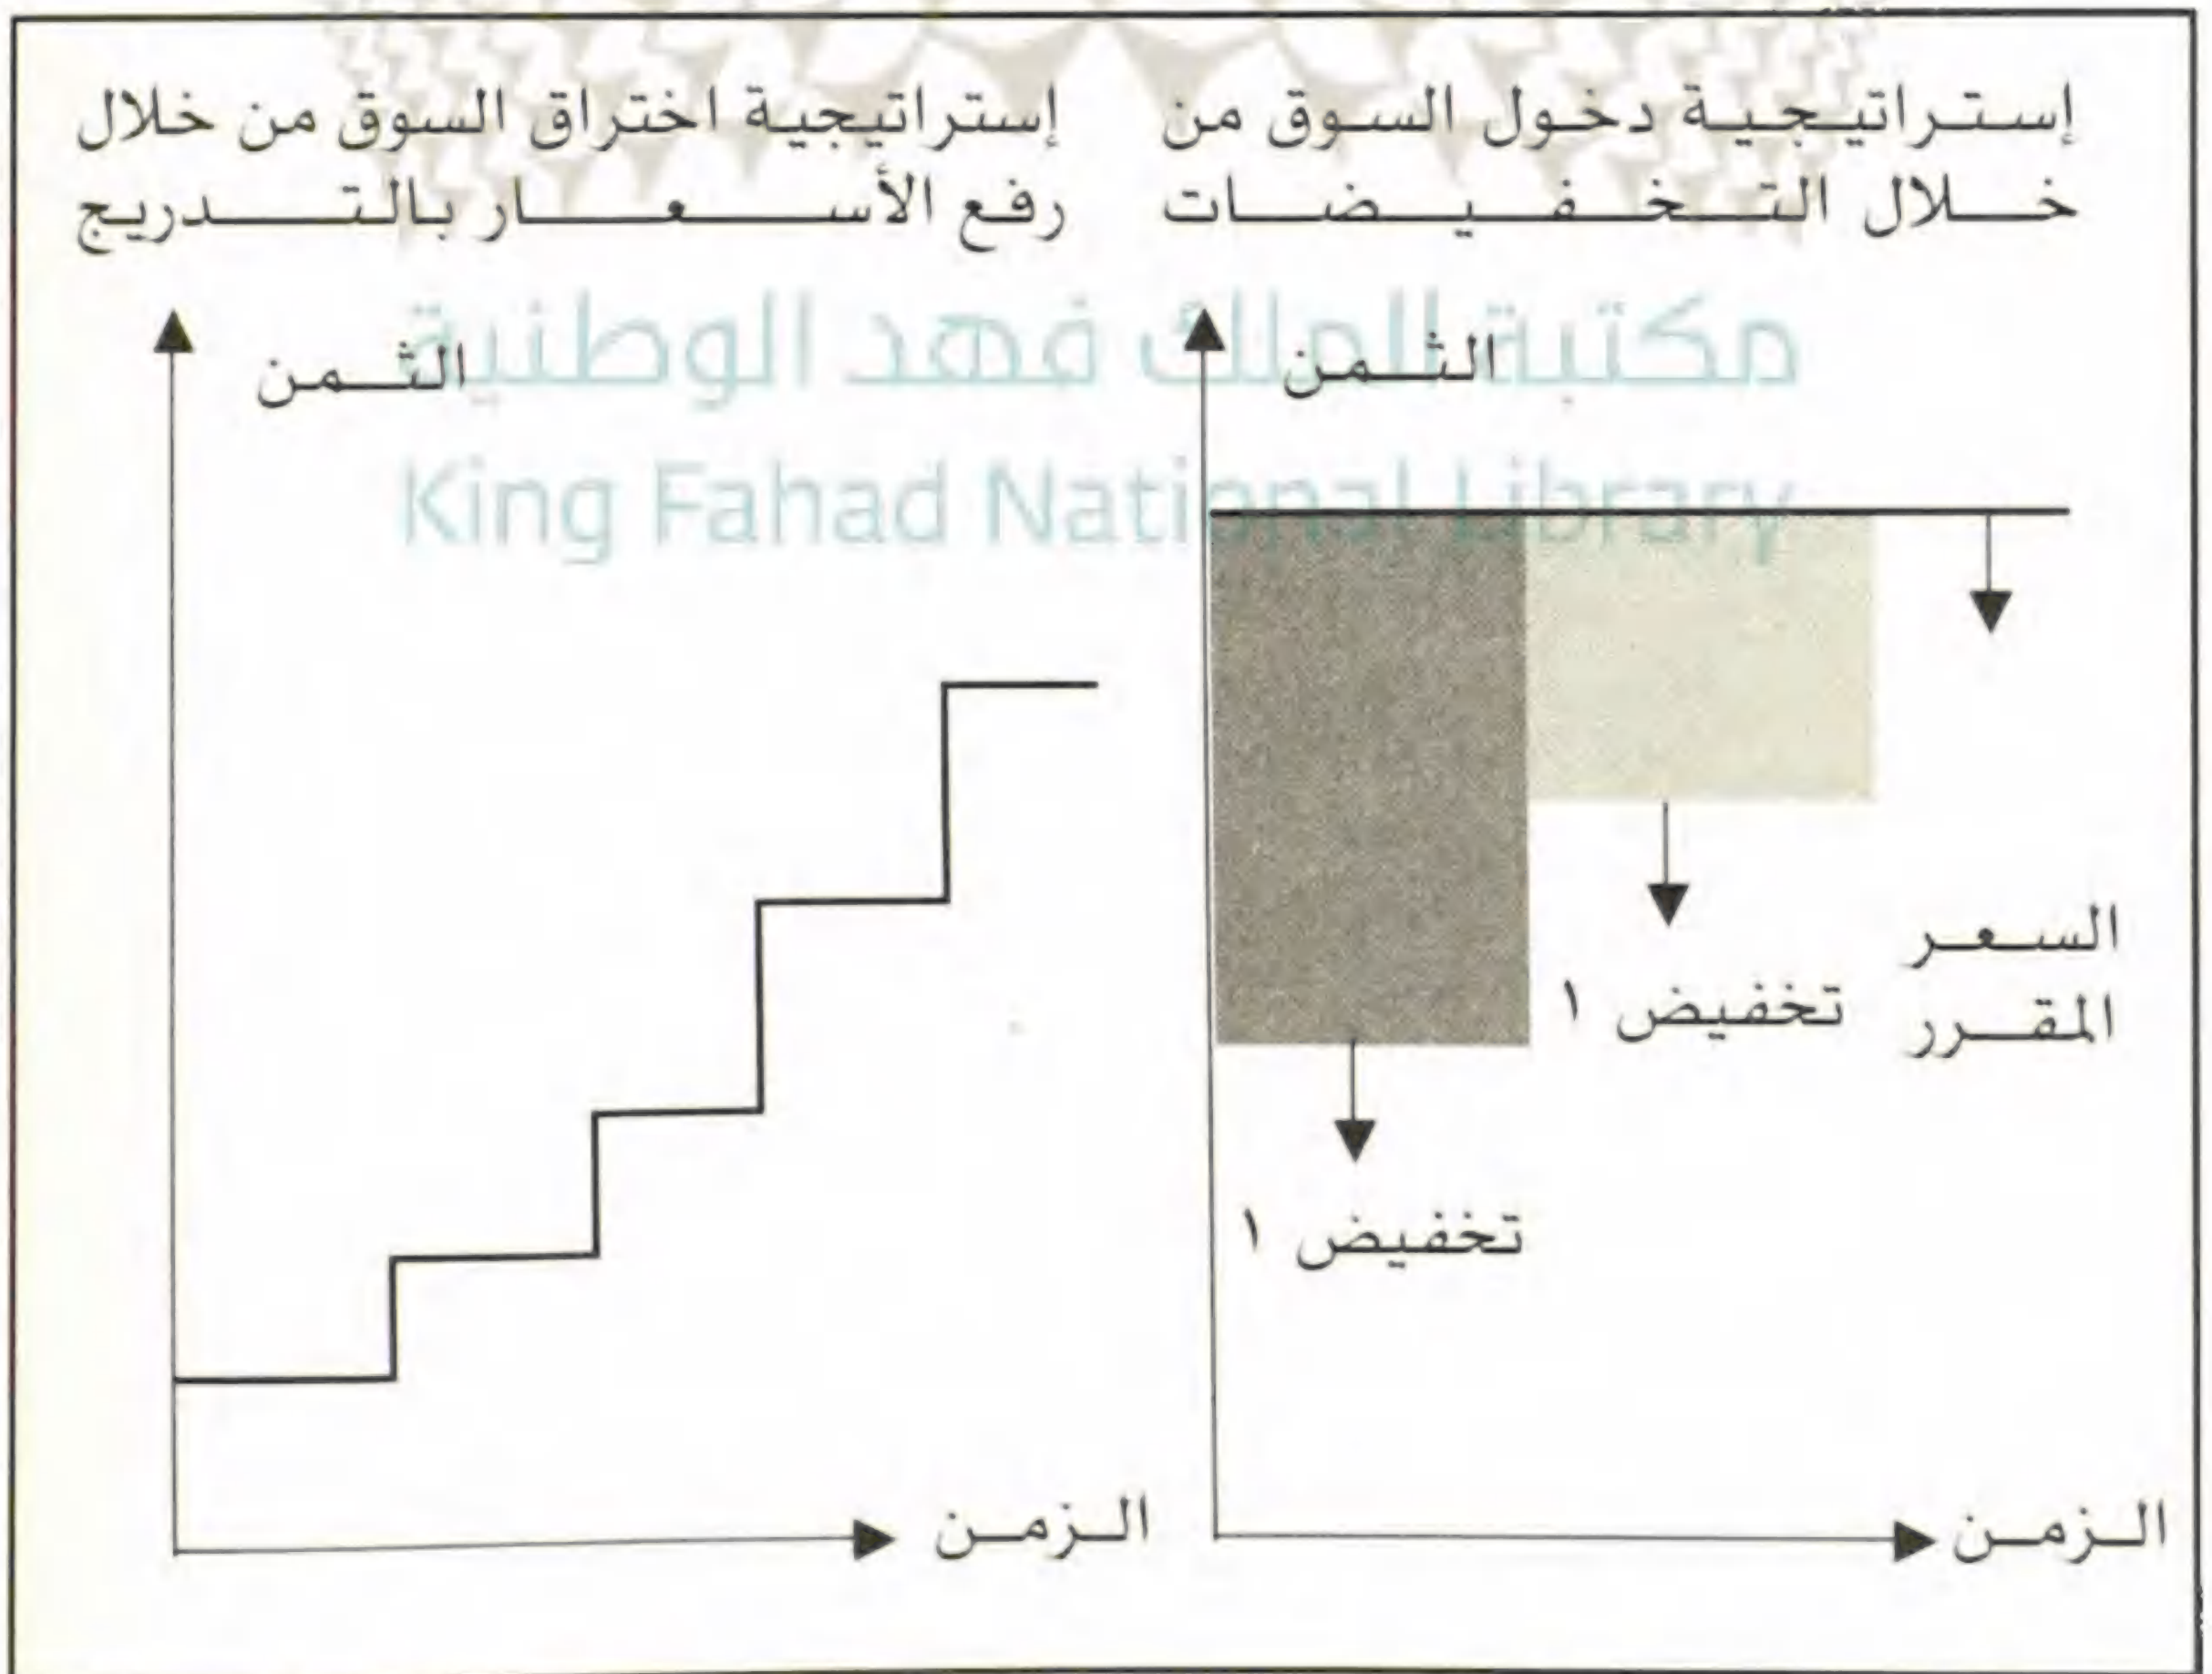 إستراتيجية دخول السوق من
خلال التخفيضات
إستراتيجية اختراق السوق من خلال
رفع الأسعار بالتدريج
مكتبة الملك فهد الوطنية
King Fahad National Library
الثمن
السعر
المقرر
تخفيض ١
تخفيض ١
الزمن
الثمن
الزمن